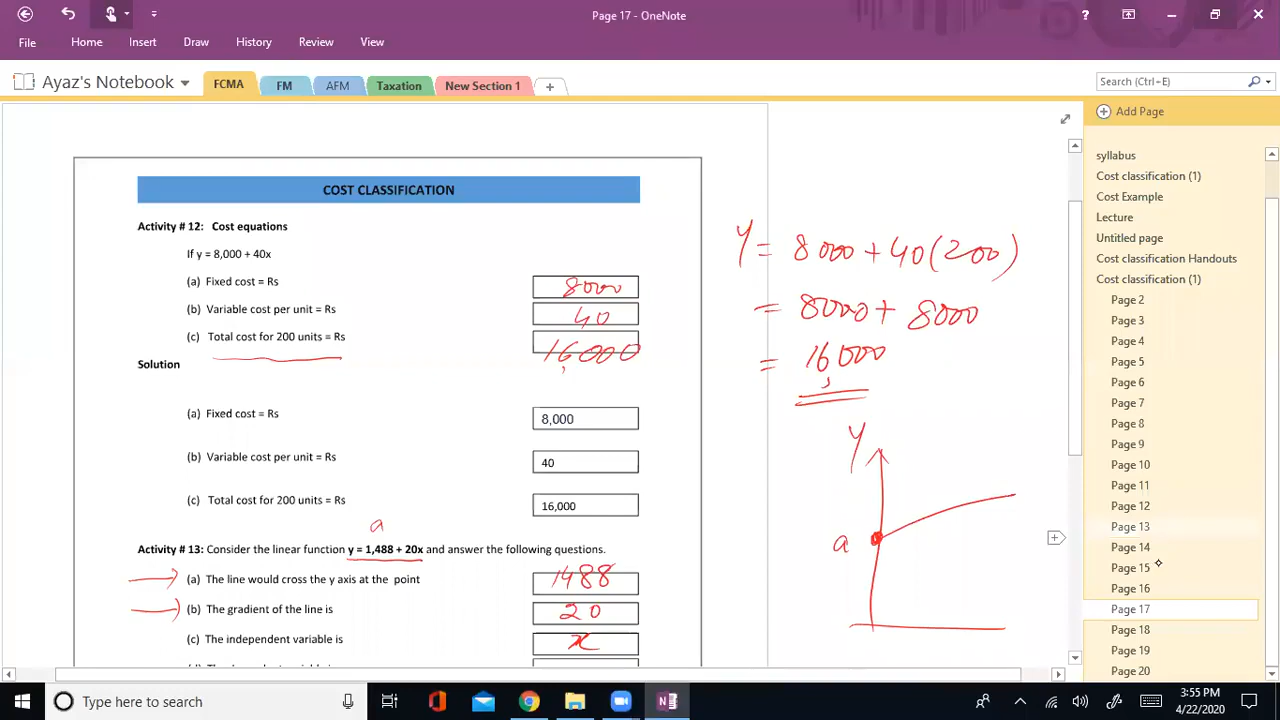 Page 17 - OneNote
File Home Insert Draw History Review View
Ayaz's Notebook FCMA FM AFM Taxation New Section 1
Search (Ctrl+E)
Add Page
syllabus
Cost classification (1)
Cost Example
Lecture
Untitled page
Cost classification Handouts
Cost classification (1)
Page 2
Page 3
Page 4
Page 5
Page 6
Page 7
Page 8
Page 9
Page 10
Page 11
Page 12
Page 13
Page 14
Page 15
Page 16
Page 17
Page 18
Page 19
Page 20
COST CLASSIFICATION
Activity # 12: Cost equations
If y = 8,000 + 40x
(a) Fixed cost = Rs 8000
(b) Variable cost per unit = Rs 40
(c) Total cost for 200 units = Rs 16,000
Solution
(a) Fixed cost = Rs 8,000
(b) Variable cost per unit = Rs 40
(c) Total cost for 200 units = Rs 16,000
a
Activity # 13: Consider the linear function y = 1,488 + 20x and answer the following questions.
(a) The line would cross the y axis at the point 1488
(b) The gradient of the line is 20
(c) The independent variable is x
Y = 8000 + 40(200)
= 8000 + 8000
= 16,000
Y
a
Type here to search
3:55 PM
4/22/2020